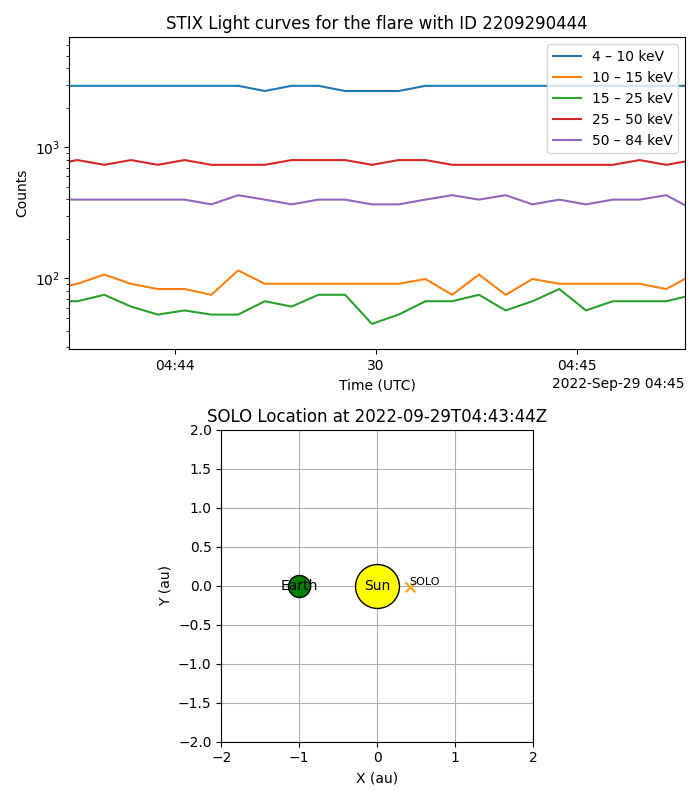 STIX Light curves for the flare with ID 2209290444
4 – 10 keV
10 – 15 keV
15 – 25 keV
25 – 50 keV
50 – 84 keV
Counts
10³
10²
04:44
30
04:45
Time (UTC)
2022-Sep-29 04:45
SOLO Location at 2022-09-29T04:43:44Z
2.0
1.5
1.0
0.5
0.0
−0.5
−1.0
−1.5
−2.0
Y (au)
Earth
Sun
SOLO
−2
−1
0
1
2
X (au)